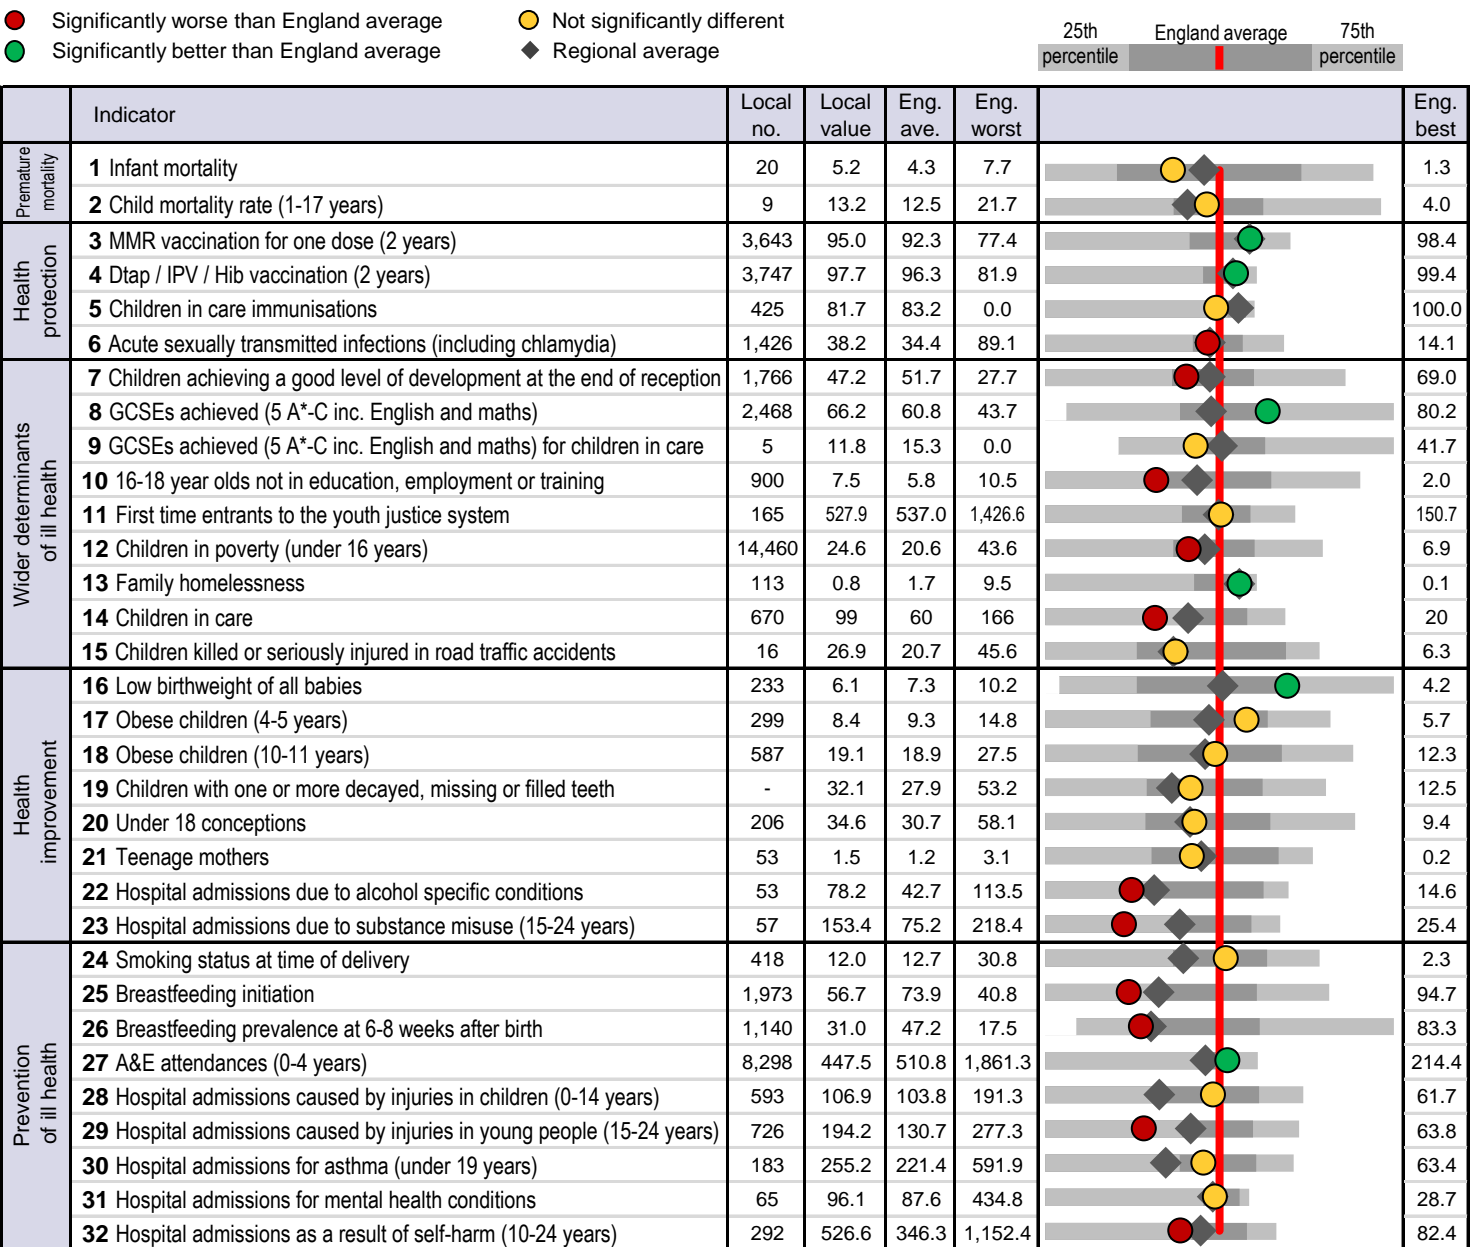 Significantly worse than England average
Not significantly different
Significantly better than England average
Regional average
25th percentile
England average
75th percentile
Indicator Local no. Local value Eng. ave. Eng. worst Eng. best
Premature mortality
1 Infant mortality 20 5.2 4.3 7.7 1.3
2 Child mortality rate (1-17 years) 9 13.2 12.5 21.7 4.0
Health protection
3 MMR vaccination for one dose (2 years) 3,643 95.0 92.3 77.4 98.4
4 Dtap / IPV / Hib vaccination (2 years) 3,747 97.7 96.3 81.9 99.4
5 Children in care immunisations 425 81.7 83.2 0.0 100.0
6 Acute sexually transmitted infections (including chlamydia) 1,426 38.2 34.4 89.1 14.1
Wider determinants of ill health
7 Children achieving a good level of development at the end of reception 1,766 47.2 51.7 27.7 69.0
8 GCSEs achieved (5 A*-C inc. English and maths) 2,468 66.2 60.8 43.7 80.2
9 GCSEs achieved (5 A*-C inc. English and maths) for children in care 5 11.8 15.3 0.0 41.7
10 16-18 year olds not in education, employment or training 900 7.5 5.8 10.5 2.0
11 First time entrants to the youth justice system 165 527.9 537.0 1,426.6 150.7
12 Children in poverty (under 16 years) 14,460 24.6 20.6 43.6 6.9
13 Family homelessness 113 0.8 1.7 9.5 0.1
14 Children in care 670 99 60 166 20
15 Children killed or seriously injured in road traffic accidents 16 26.9 20.7 45.6 6.3
Health improvement
16 Low birthweight of all babies 233 6.1 7.3 10.2 4.2
17 Obese children (4-5 years) 299 8.4 9.3 14.8 5.7
18 Obese children (10-11 years) 587 19.1 18.9 27.5 12.3
19 Children with one or more decayed, missing or filled teeth - 32.1 27.9 53.2 12.5
20 Under 18 conceptions 206 34.6 30.7 58.1 9.4
21 Teenage mothers 53 1.5 1.2 3.1 0.2
22 Hospital admissions due to alcohol specific conditions 53 78.2 42.7 113.5 14.6
23 Hospital admissions due to substance misuse (15-24 years) 57 153.4 75.2 218.4 25.4
Prevention of ill health
24 Smoking status at time of delivery 418 12.0 12.7 30.8 2.3
25 Breastfeeding initiation 1,973 56.7 73.9 40.8 94.7
26 Breastfeeding prevalence at 6-8 weeks after birth 1,140 31.0 47.2 17.5 83.3
27 A&E attendances (0-4 years) 8,298 447.5 510.8 1,861.3 214.4
28 Hospital admissions caused by injuries in children (0-14 years) 593 106.9 103.8 191.3 61.7
29 Hospital admissions caused by injuries in young people (15-24 years) 726 194.2 130.7 277.3 63.8
30 Hospital admissions for asthma (under 19 years) 183 255.2 221.4 591.9 63.4
31 Hospital admissions for mental health conditions 65 96.1 87.6 434.8 28.7
32 Hospital admissions as a result of self-harm (10-24 years) 292 526.6 346.3 1,152.4 82.4